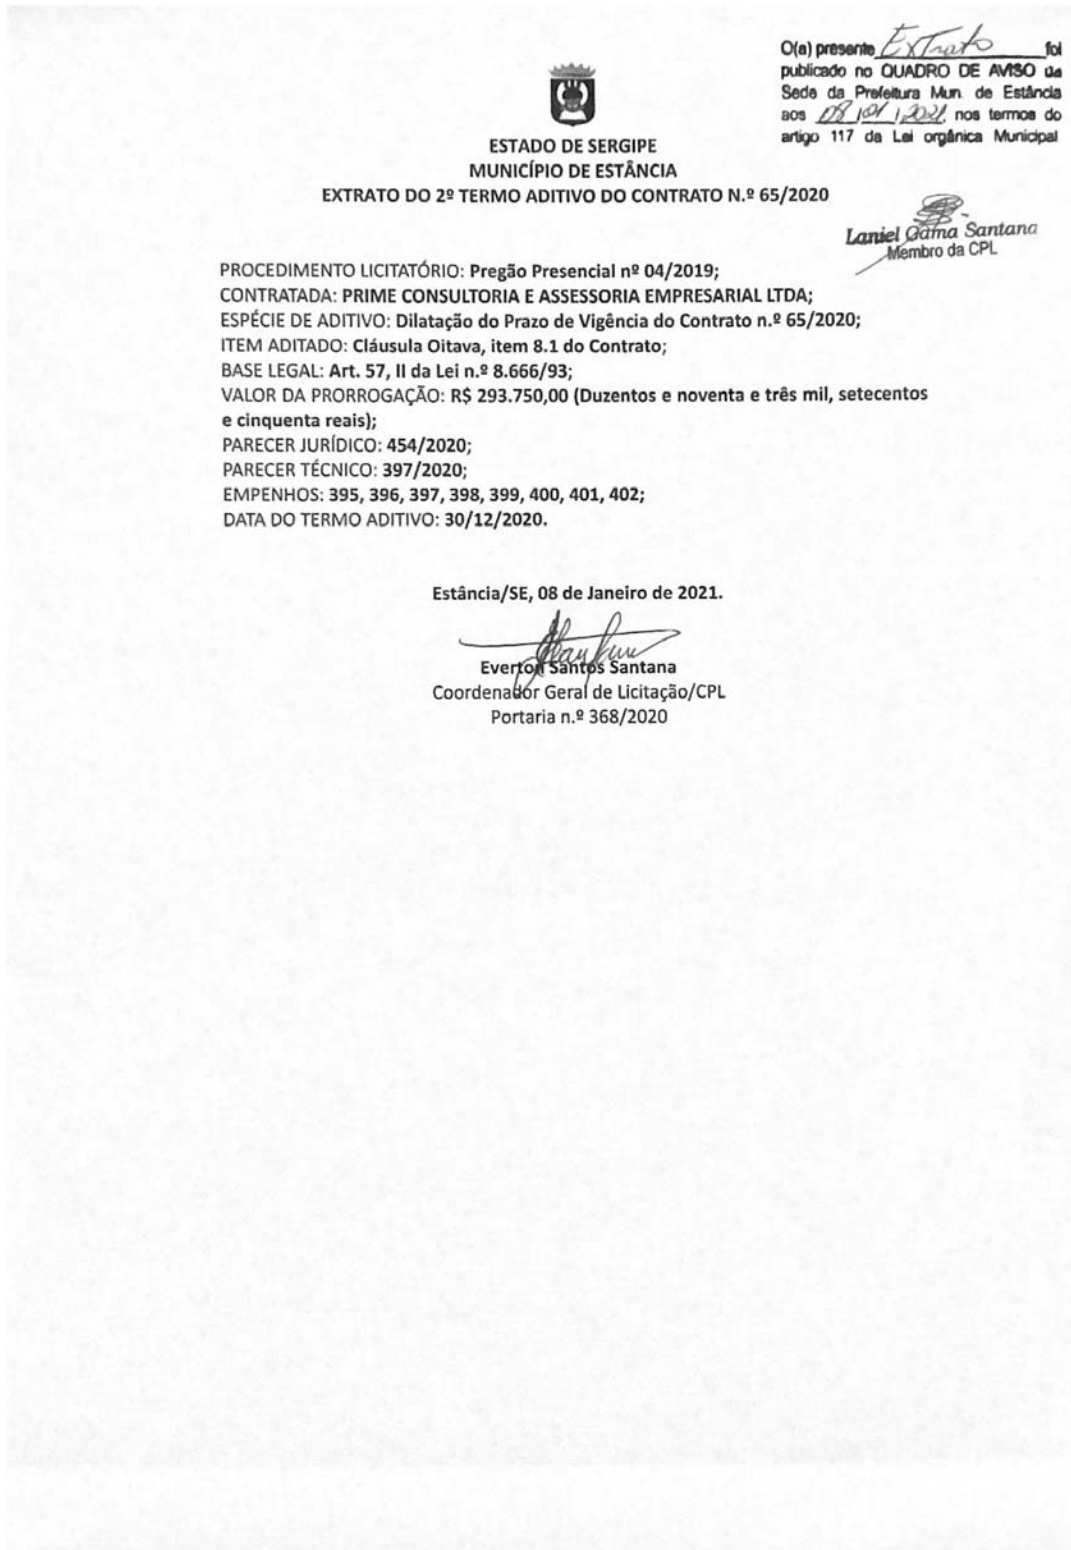 O(a) presente Extrato foi
publicado no QUADRO DE AVISO da
Sede da Prefeitura Mun. de Estância
aos 08/01/2021, nos termos do
artigo 117 da Lei orgânica Municipal
Laniel Gama Santana
Membro da CPL
ESTADO DE SERGIPE
MUNICÍPIO DE ESTÂNCIA
EXTRATO DO 2º TERMO ADITIVO DO CONTRATO N.º 65/2020
PROCEDIMENTO LICITATÓRIO: Pregão Presencial nº 04/2019;
CONTRATADA: PRIME CONSULTORIA E ASSESSORIA EMPRESARIAL LTDA;
ESPÉCIE DE ADITIVO: Dilatação do Prazo de Vigência do Contrato n.º 65/2020;
ITEM ADITADO: Cláusula Oitava, item 8.1 do Contrato;
BASE LEGAL: Art. 57, II da Lei n.º 8.666/93;
VALOR DA PRORROGAÇÃO: R$ 293.750,00 (Duzentos e noventa e três mil, setecentos
e cinquenta reais);
PARECER JURÍDICO: 454/2020;
PARECER TÉCNICO: 397/2020;
EMPENHOS: 395, 396, 397, 398, 399, 400, 401, 402;
DATA DO TERMO ADITIVO: 30/12/2020.
Estância/SE, 08 de Janeiro de 2021.
Everton Santos Santana
Coordenador Geral de Licitação/CPL
Portaria n.º 368/2020